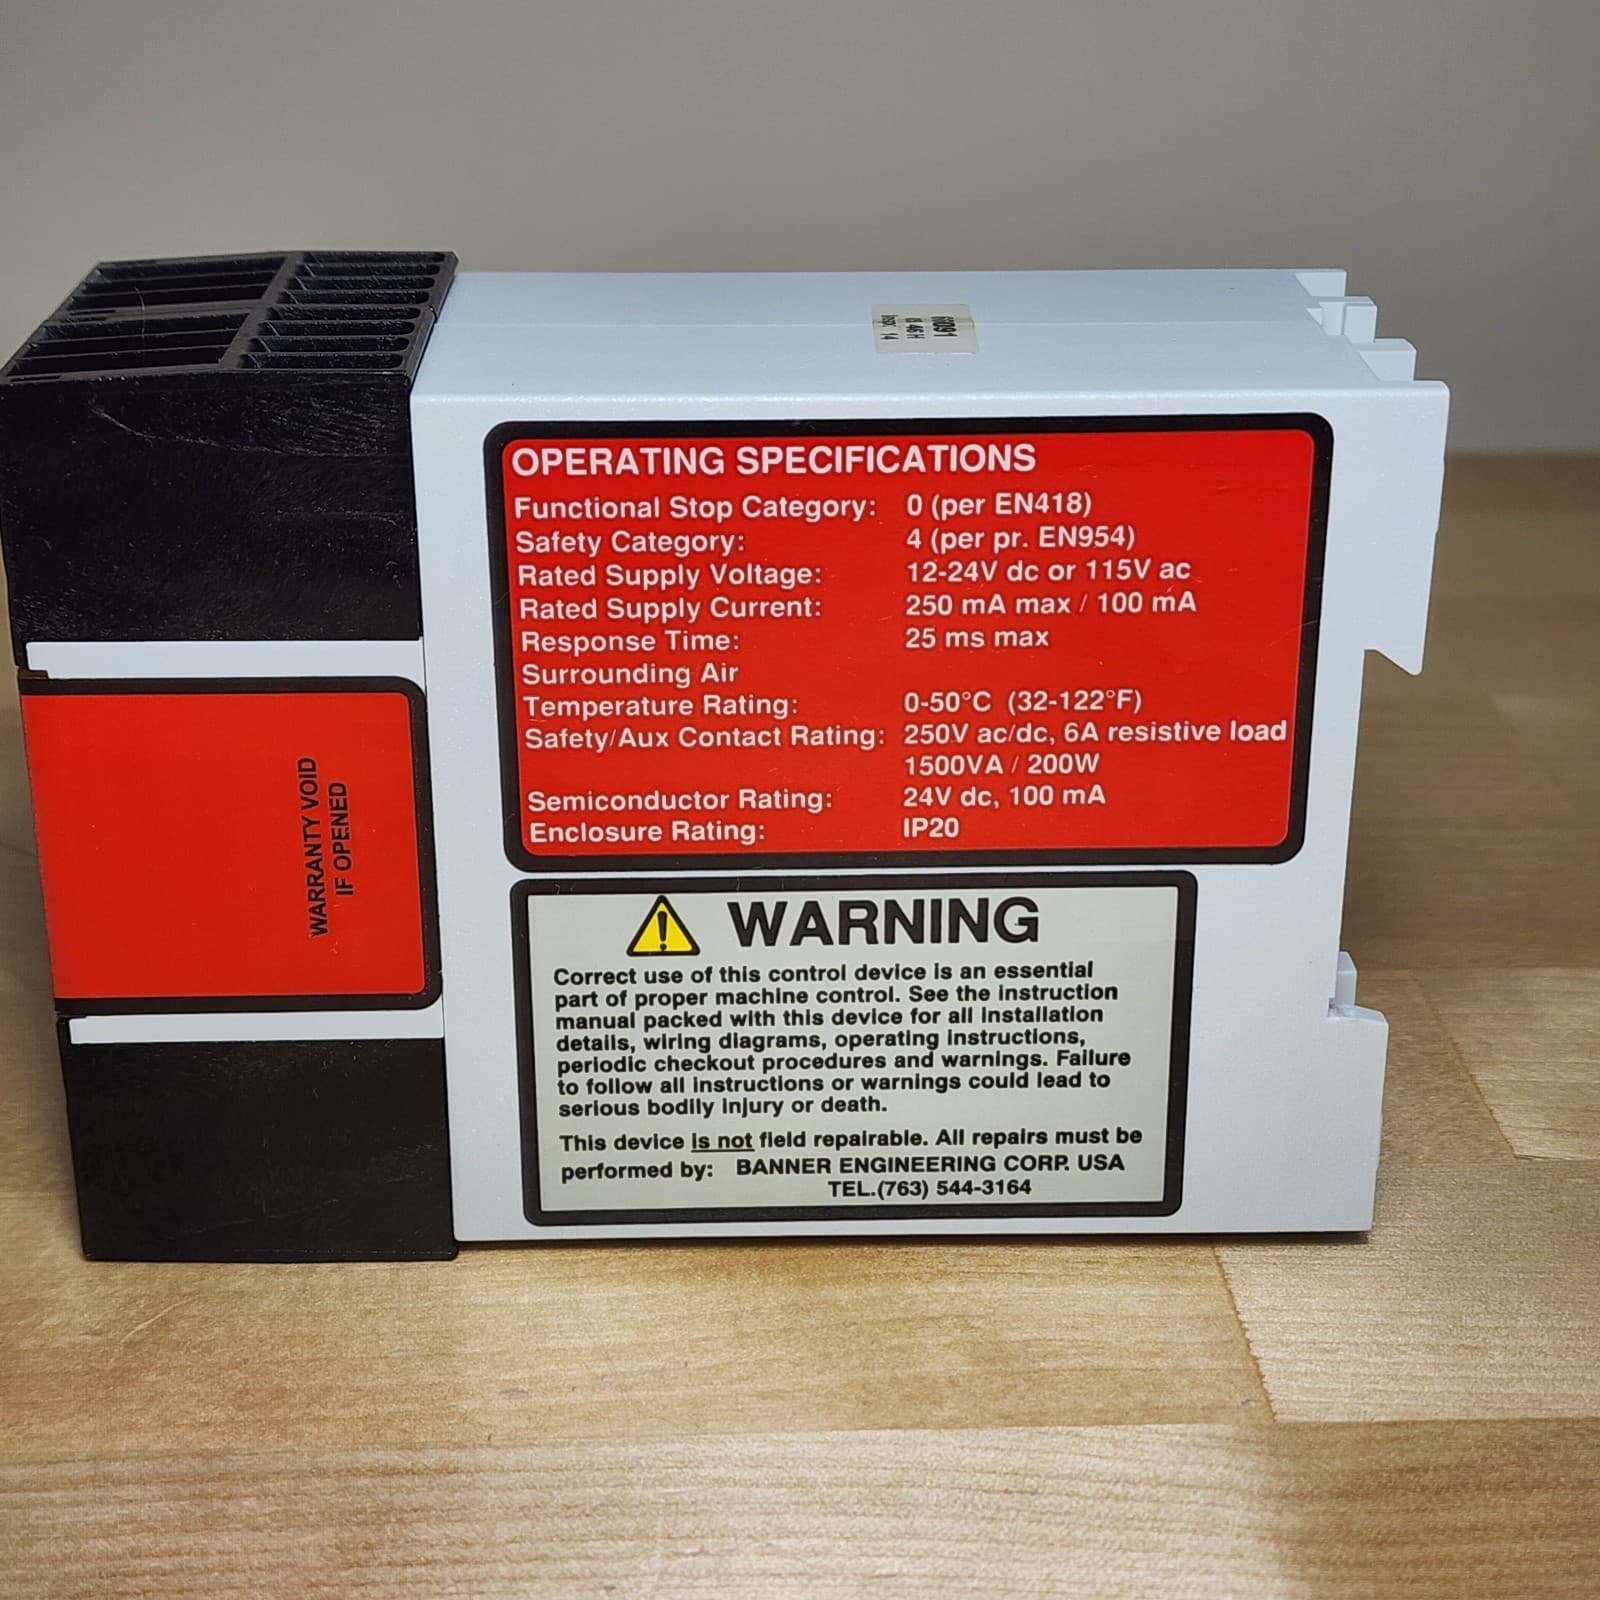 60091
IS 46 H
Insp. 14
OPERATING SPECIFICATIONS
Functional Stop Category: 0 (per EN418)
Safety Category: 4 (per pr. EN954)
Rated Supply Voltage: 12-24V dc or 115V ac
Rated Supply Current: 250 mA max / 100 mA
Response Time: 25 ms max
Surrounding Air
Temperature Rating: 0-50°C (32-122°F)
Safety/Aux Contact Rating: 250V ac/dc, 6A resistive load
1500VA / 200W
Semiconductor Rating: 24V dc, 100 mA
Enclosure Rating: IP20
WARRANTY VOID
IF OPENED
WARNING
Correct use of this control device is an essential
part of proper machine control. See the instruction
manual packed with this device for all installation
details, wiring diagrams, operating instructions,
periodic checkout procedures and warnings. Failure
to follow all instructions or warnings could lead to
serious bodily injury or death.
This device is not field repairable. All repairs must be
performed by: BANNER ENGINEERING CORP. USA
TEL.(763) 544-3164